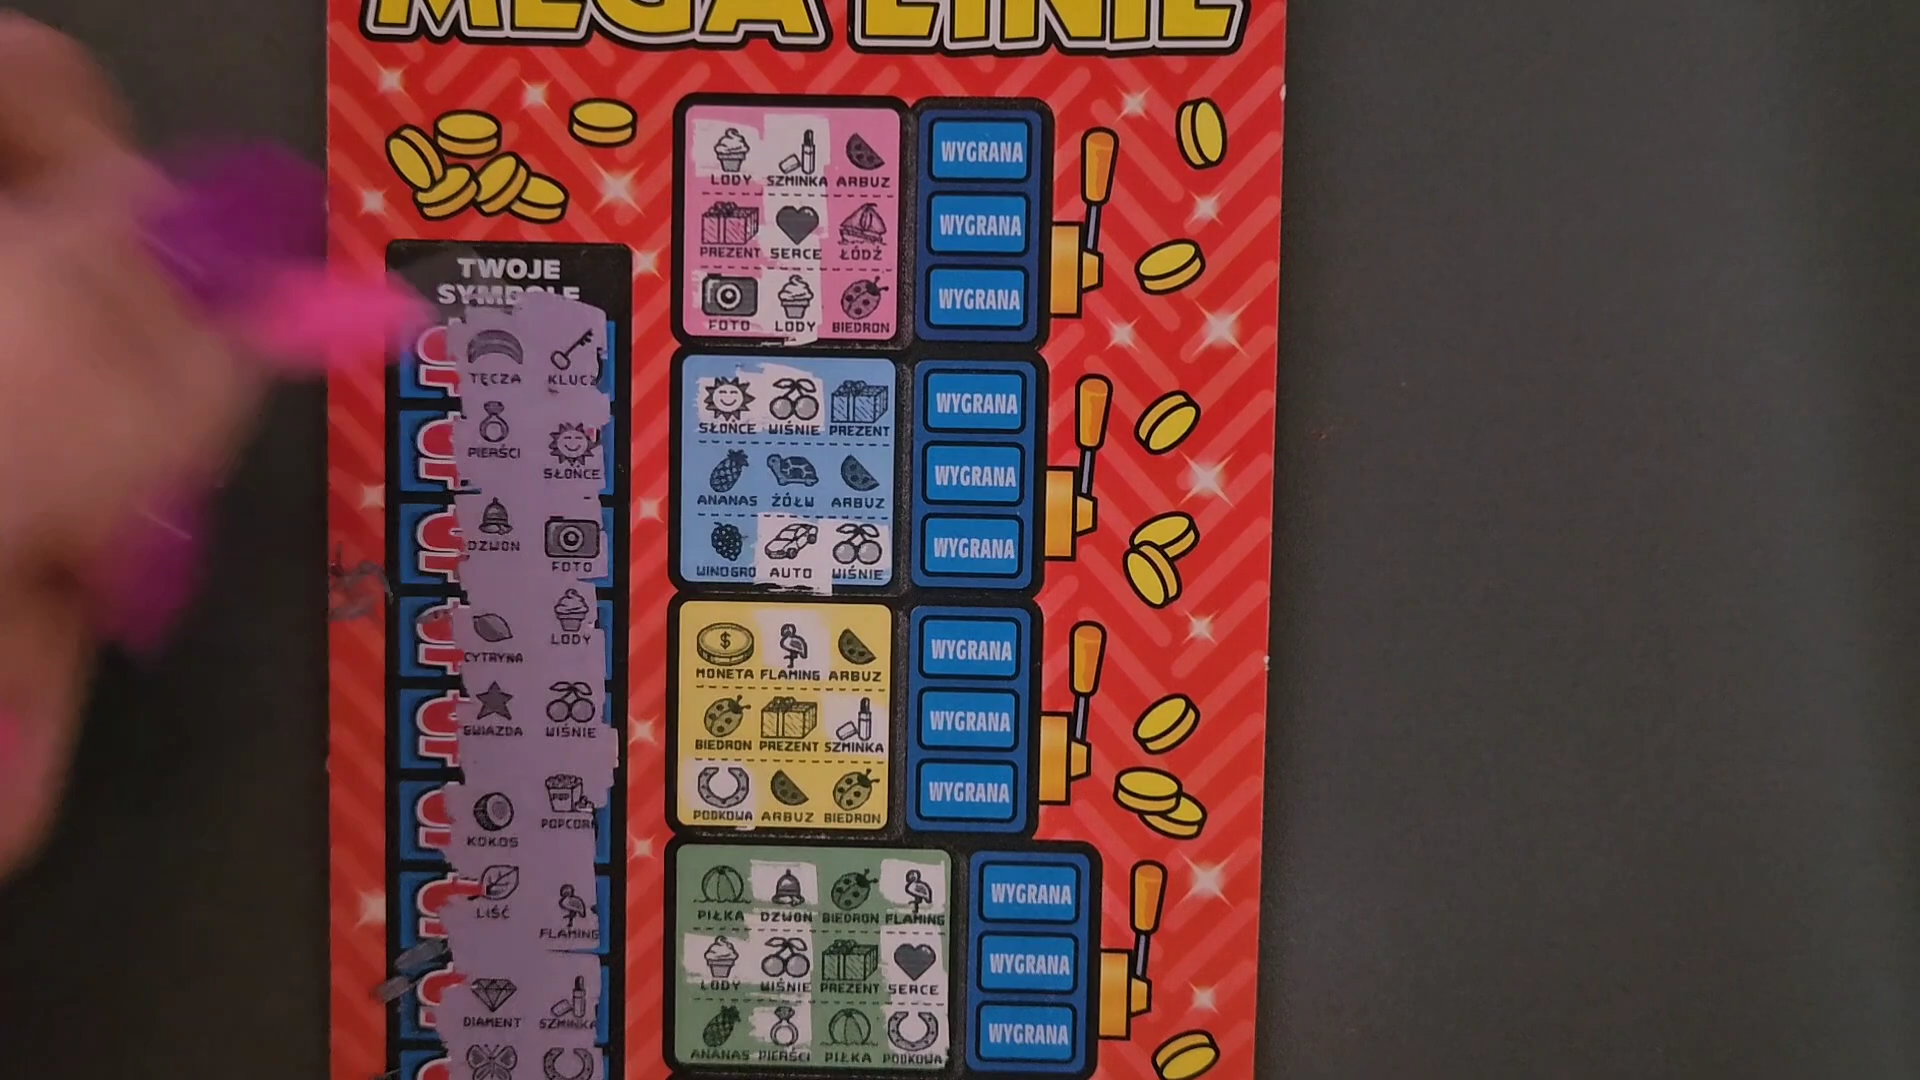 MEGA LINIE
TWOJE
SYMBOLE
TĘCZA KLUCZ
PIERŚCI
SŁOŃCE
DZWON
FOTO
LODY
CYTRYNA
GWIAZDA WIŚNIE
POPCORN
KOKOS
LIŚĆ
FLAMING
DIAMENT SZMINKA
LODY SZMINKA ARBUZ
PREZENT SERCE ŁÓDŹ
FOTO LODY BIEDRON
WYGRANA
WYGRANA
WYGRANA
SŁOŃCE WIŚNIE PREZENT
ANANAS ŻÓŁW ARBUZ
WINOGRO AUTO WIŚNIE
WYGRANA
WYGRANA
WYGRANA
$
MONETA FLAMING ARBUZ
BIEDRON PREZENT SZMINKA
PODKOWA ARBUZ BIEDRON
WYGRANA
WYGRANA
WYGRANA
PIŁKA DZWON BIEDRON FLAMING
LODY WIŚNIE PREZENT SERCE
ANANAS PIERŚCI PIŁKA PODKOWA
WYGRANA
WYGRANA
WYGRANA